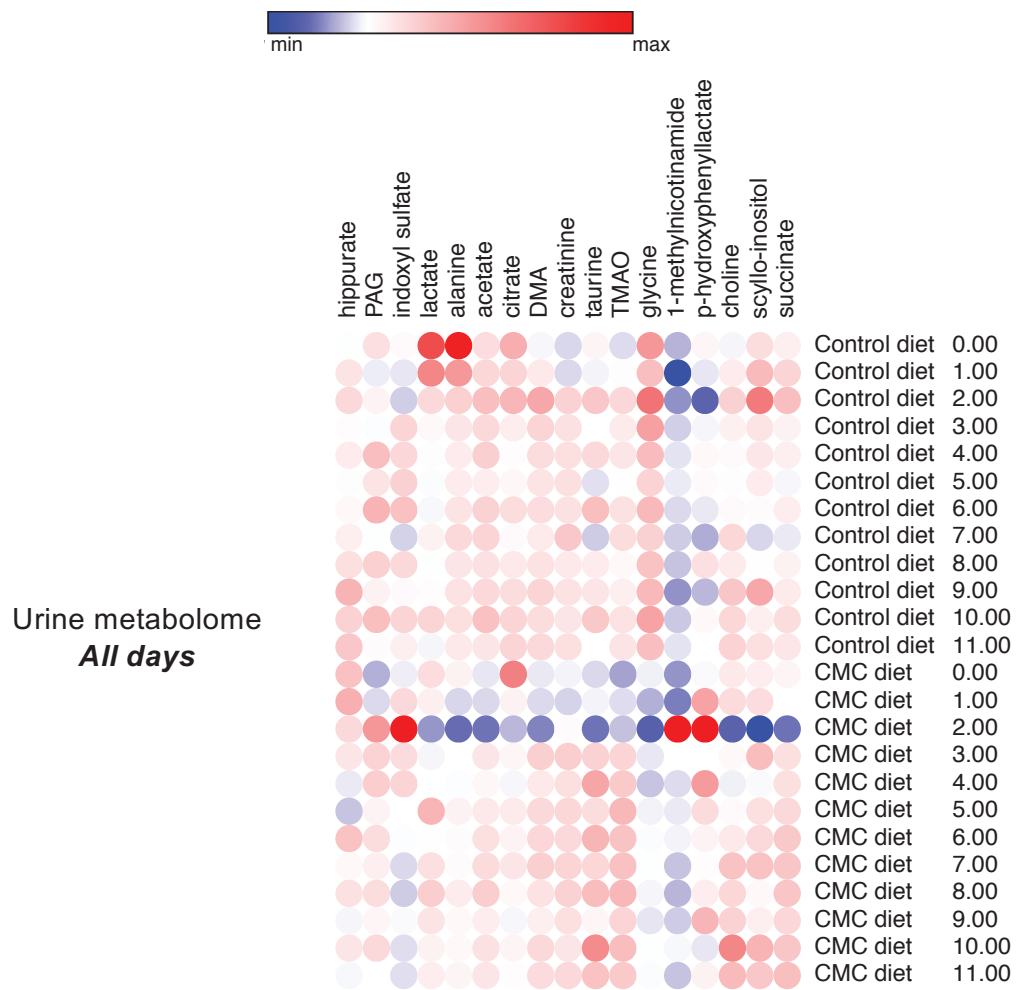 min max
hippurate
PAG
indoxyl sulfate
lactate
alanine
acetate
citrate
DMA
creatinine
taurine
TMAO
glycine
1-methylnicotinamide
p-hydroxyphenyllactate
choline
scyllo-inositol
succinate
Control diet 0.00
Control diet 1.00
Control diet 2.00
Control diet 3.00
Control diet 4.00
Control diet 5.00
Control diet 6.00
Control diet 7.00
Control diet 8.00
Control diet 9.00
Control diet 10.00
Control diet 11.00
CMC diet 0.00
CMC diet 1.00
CMC diet 2.00
CMC diet 3.00
CMC diet 4.00
CMC diet 5.00
CMC diet 6.00
CMC diet 7.00
CMC diet 8.00
CMC diet 9.00
CMC diet 10.00
CMC diet 11.00
Urine metabolome
All days